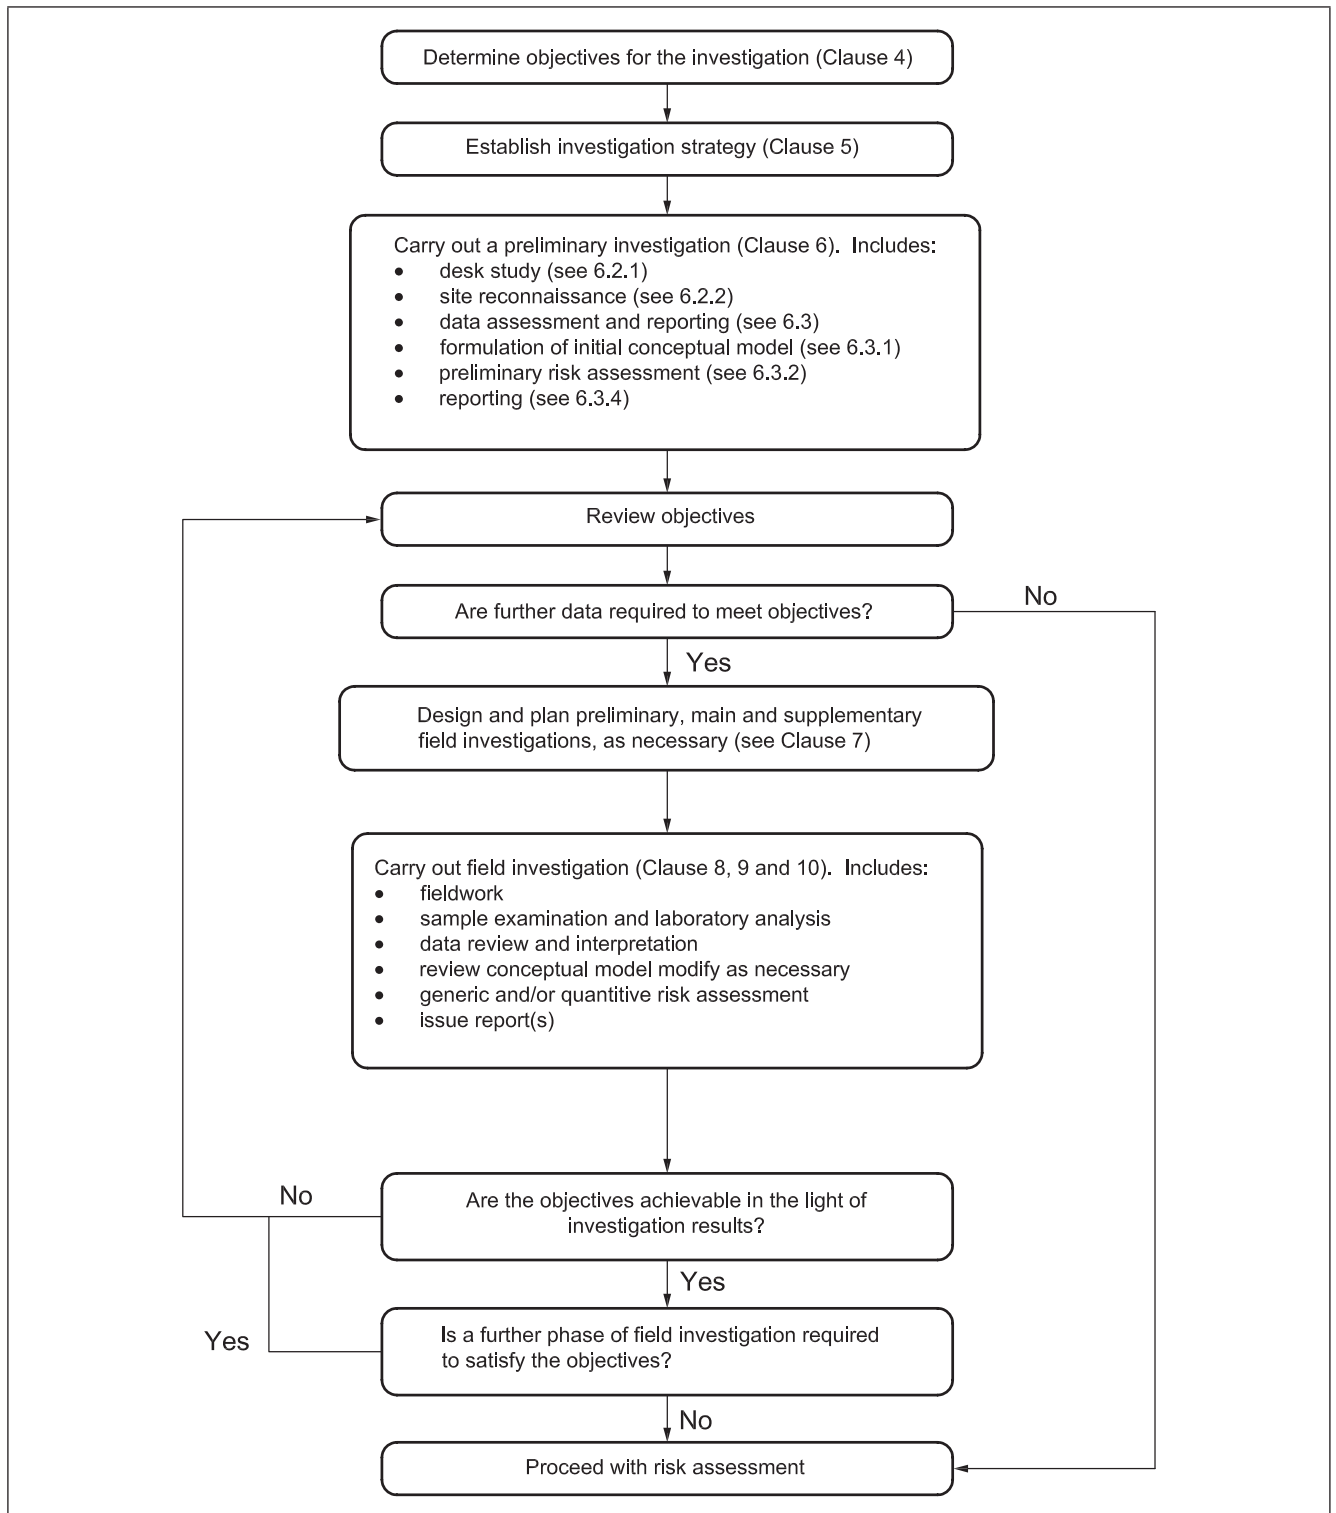 Determine objectives for the investigation (Clause 4)
Establish investigation strategy (Clause 5)
Carry out a preliminary investigation (Clause 6).  Includes:
• desk study (see 6.2.1)
• site reconnaissance (see 6.2.2)
• data assessment and reporting (see 6.3)
• formulation of initial conceptual model (see 6.3.1)
• preliminary risk assessment (see 6.3.2)
• reporting (see 6.3.4)
Review objectives
Are further data required to meet objectives?
No
Yes
Design and plan preliminary, main and supplementary
field investigations, as necessary (see Clause 7)
Carry out field investigation (Clause 8, 9 and 10).  Includes:
• fieldwork
• sample examination and laboratory analysis
• data review and interpretation
• review conceptual model modify as necessary
• generic and/or quantitive risk assessment
• issue report(s)
No
Are the objectives achievable in the light of
investigation results?
Yes
Yes
Is a further phase of field investigation required
to satisfy the objectives?
No
Proceed with risk assessment